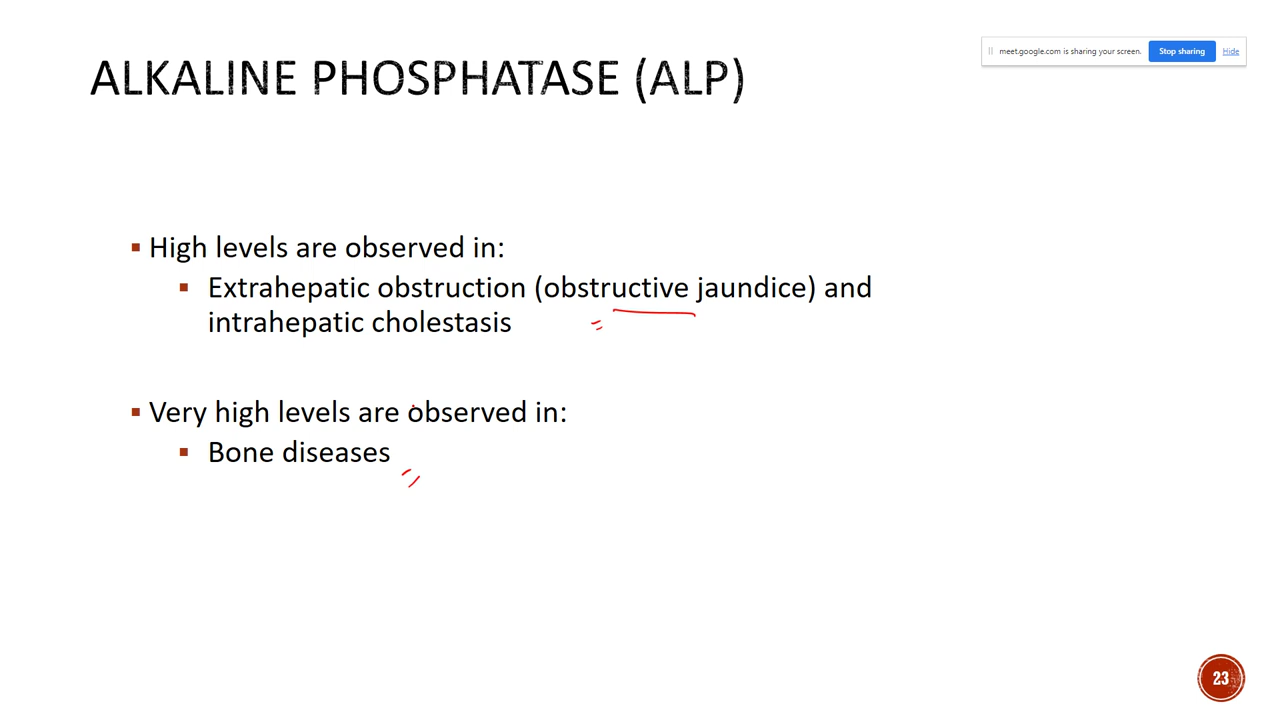 meet.google.com is sharing your screen. Stop sharing Hide
ALKALINE PHOSPHATASE (ALP)
▪ High levels are observed in:
▪ Extrahepatic obstruction (obstructive jaundice) and
intrahepatic cholestasis
▪ Very high levels are observed in:
▪ Bone diseases
23